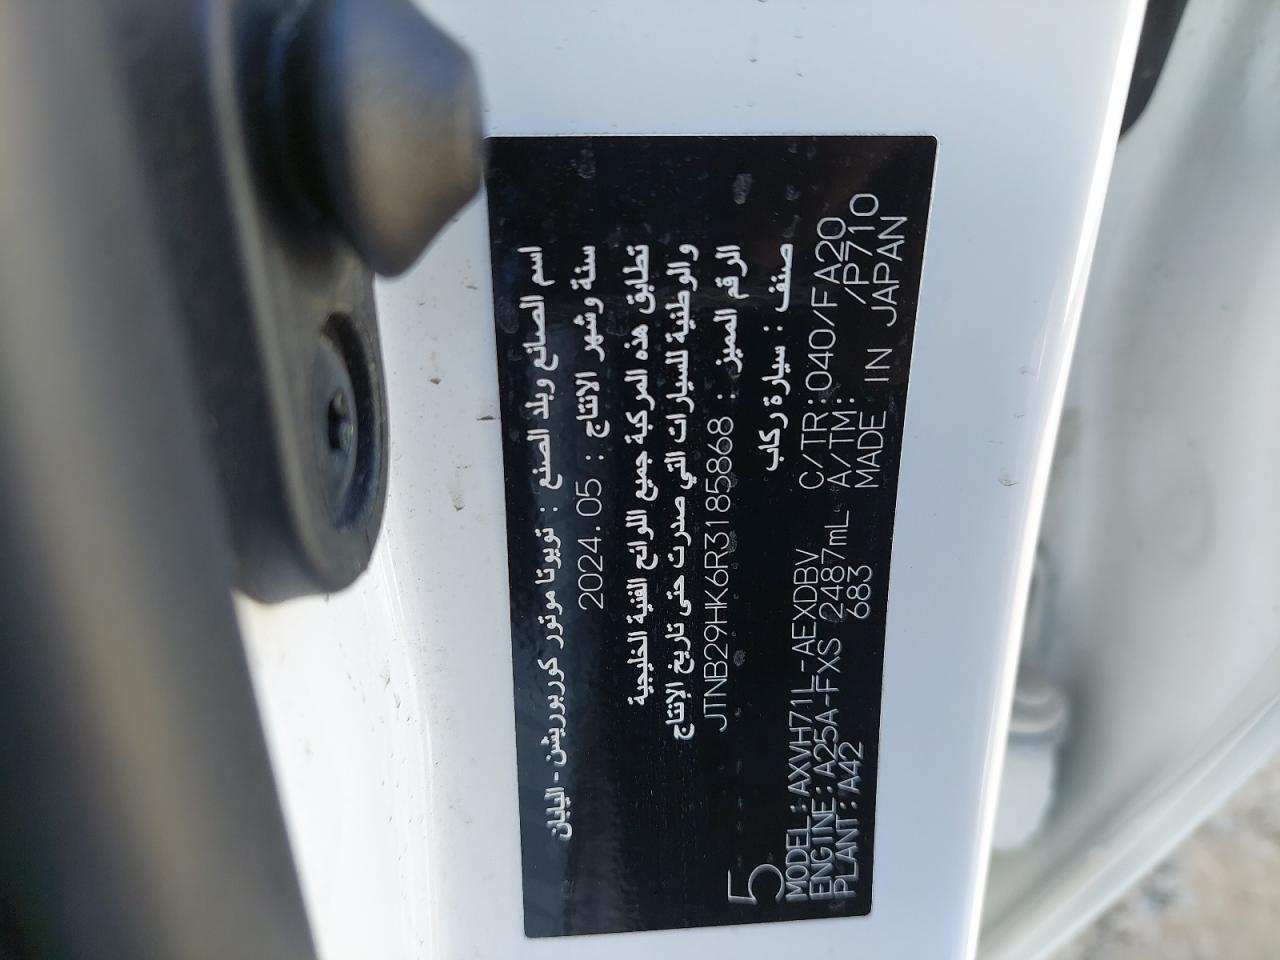 اسم الصانع وبلد الصنع : تويوتا موتور كوربوريشن - اليابان
سنة وشهر الانتاج : 2024.05
تطابق هذه المركبة جميع اللوائح الفنية الخليجية
والوطنية للسيارات التي صدرت حتى تاريخ الإنتاج
الرقم المميز : JTNB29HK6R3185868
صنف : سيارة ركاب
5
MODEL:AXVH71L-AEXDBV C/TR:040/FA20
ENGINE:A25A-FXS 2487mL A/TM: /P710
PLANT:A42 683 MADE IN JAPAN